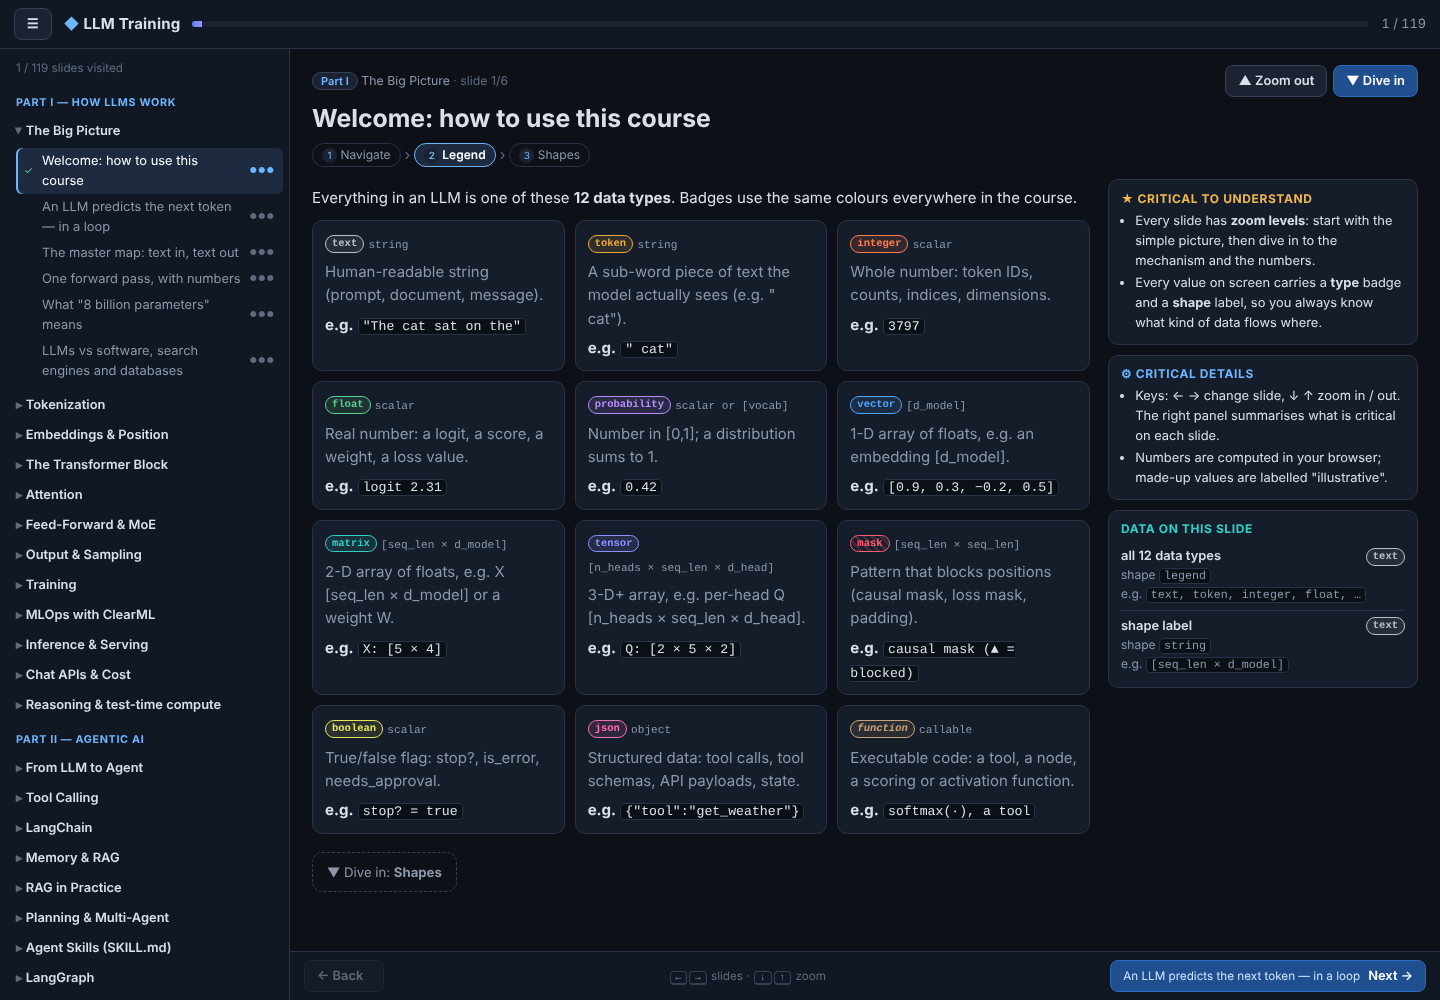 ☰ ◆ LLM Training 1 / 119
1 / 119 slides visited
PART I — HOW LLMS WORK
▾ The Big Picture
✓ Welcome: how to use this
course
An LLM predicts the next token
— in a loop
The master map: text in, text out
One forward pass, with numbers
What "8 billion parameters"
means
LLMs vs software, search
engines and databases
▸ Tokenization
▸ Embeddings & Position
▸ The Transformer Block
▸ Attention
▸ Feed-Forward & MoE
▸ Output & Sampling
▸ Training
▸ MLOps with ClearML
▸ Inference & Serving
▸ Chat APIs & Cost
▸ Reasoning & test-time compute
PART II — AGENTIC AI
▸ From LLM to Agent
▸ Tool Calling
▸ LangChain
▸ Memory & RAG
▸ RAG in Practice
▸ Planning & Multi-Agent
▸ Agent Skills (SKILL.md)
▸ LangGraph
Part I The Big Picture · slide 1/6
▲ Zoom out ▼ Dive in
Welcome: how to use this course
1 Navigate › 2 Legend › 3 Shapes
Everything in an LLM is one of these 12 data types. Badges use the same colours everywhere in the course.
text string
Human-readable string
(prompt, document, message).
e.g. "The cat sat on the"
token string
A sub-word piece of text the
model actually sees (e.g. "
cat").
e.g. " cat"
integer scalar
Whole number: token IDs,
counts, indices, dimensions.
e.g. 3797
float scalar
Real number: a logit, a score, a
weight, a loss value.
e.g. logit 2.31
probability scalar or [vocab]
Number in [0,1]; a distribution
sums to 1.
e.g. 0.42
vector [d_model]
1-D array of floats, e.g. an
embedding [d_model].
e.g. [0.9, 0.3, −0.2, 0.5]
matrix [seq_len × d_model]
2-D array of floats, e.g. X
[seq_len × d_model] or a
weight W.
e.g. X: [5 × 4]
tensor
[n_heads × seq_len × d_head]
3-D+ array, e.g. per-head Q
[n_heads × seq_len × d_head].
e.g. Q: [2 × 5 × 2]
mask [seq_len × seq_len]
Pattern that blocks positions
(causal mask, loss mask,
padding).
e.g. causal mask (▲ =
blocked)
boolean scalar
True/false flag: stop?, is_error,
needs_approval.
e.g. stop? = true
json object
Structured data: tool calls, tool
schemas, API payloads, state.
e.g. {"tool":"get_weather"}
function callable
Executable code: a tool, a node,
a scoring or activation function.
e.g. softmax(·), a tool
▼ Dive in: Shapes
★ CRITICAL TO UNDERSTAND
• Every slide has zoom levels: start with the
simple picture, then dive in to the
mechanism and the numbers.
• Every value on screen carries a type badge
and a shape label, so you always know
what kind of data flows where.
⚙ CRITICAL DETAILS
• Keys: ← → change slide, ↓ ↑ zoom in / out.
The right panel summarises what is critical
on each slide.
• Numbers are computed in your browser;
made-up values are labelled "illustrative".
DATA ON THIS SLIDE
all 12 data types text
shape legend
e.g. text, token, integer, float, …
shape label text
shape string
e.g. [seq_len × d_model]
← Back
← → slides · ↓ ↑ zoom
An LLM predicts the next token — in a loop Next →